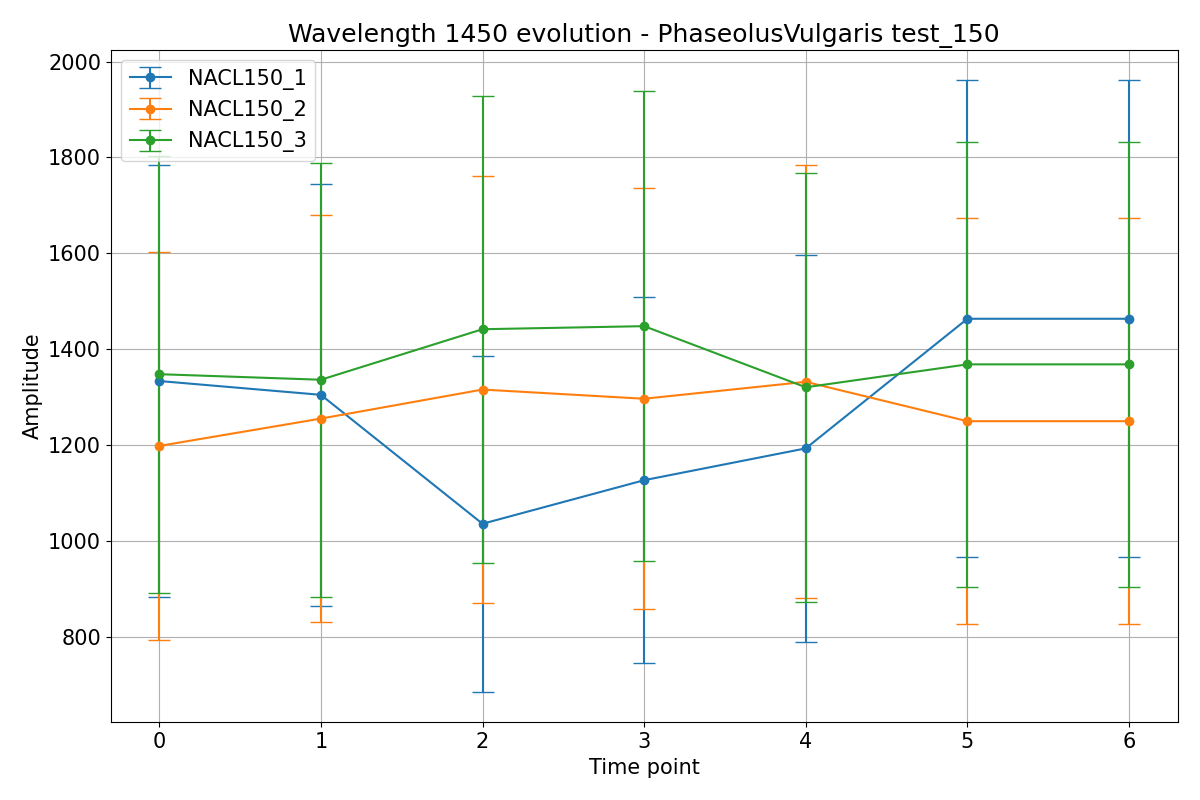 Wavelength 1450 evolution - PhaseolusVulgaris test_150
NACL150_1
NACL150_2
NACL150_3
2000
1800
1600
1400
1200
1000
800
Amplitude
0 1 2 3 4 5 6
Time point